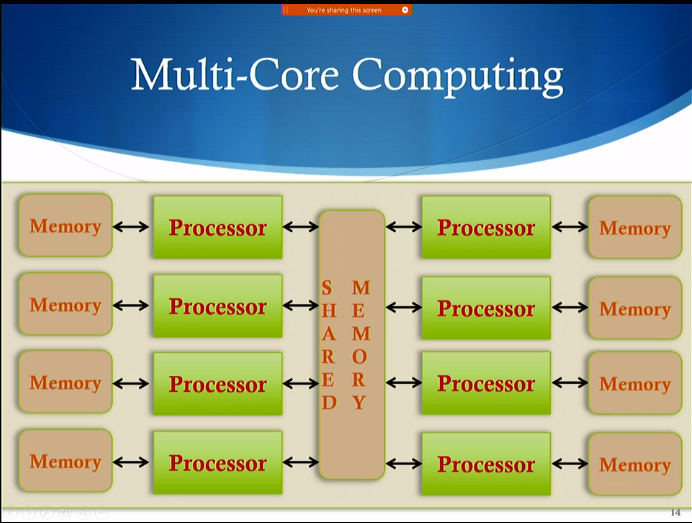 You're sharing this screen
Multi-Core Computing
Memory Processor Processor Memory
Memory Processor Processor Memory
Memory Processor Processor Memory
Memory Processor Processor Memory
SHARED MEMORY
14